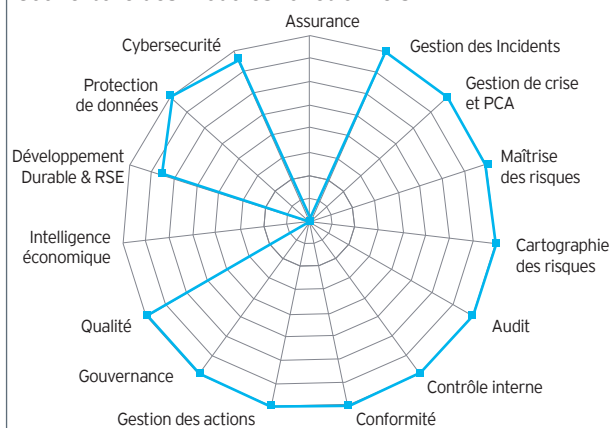 Assurance
Gestion des Incidents
Gestion de crise
et PCA
Maîtrise
des risques
Cartographie
des risques
Audit
Contrôle interne
Conformité
Gestion des actions
Gouvernance
Qualité
Intelligence
économique
Développement
Durable & RSE
Protection
de données
Cybersecurité